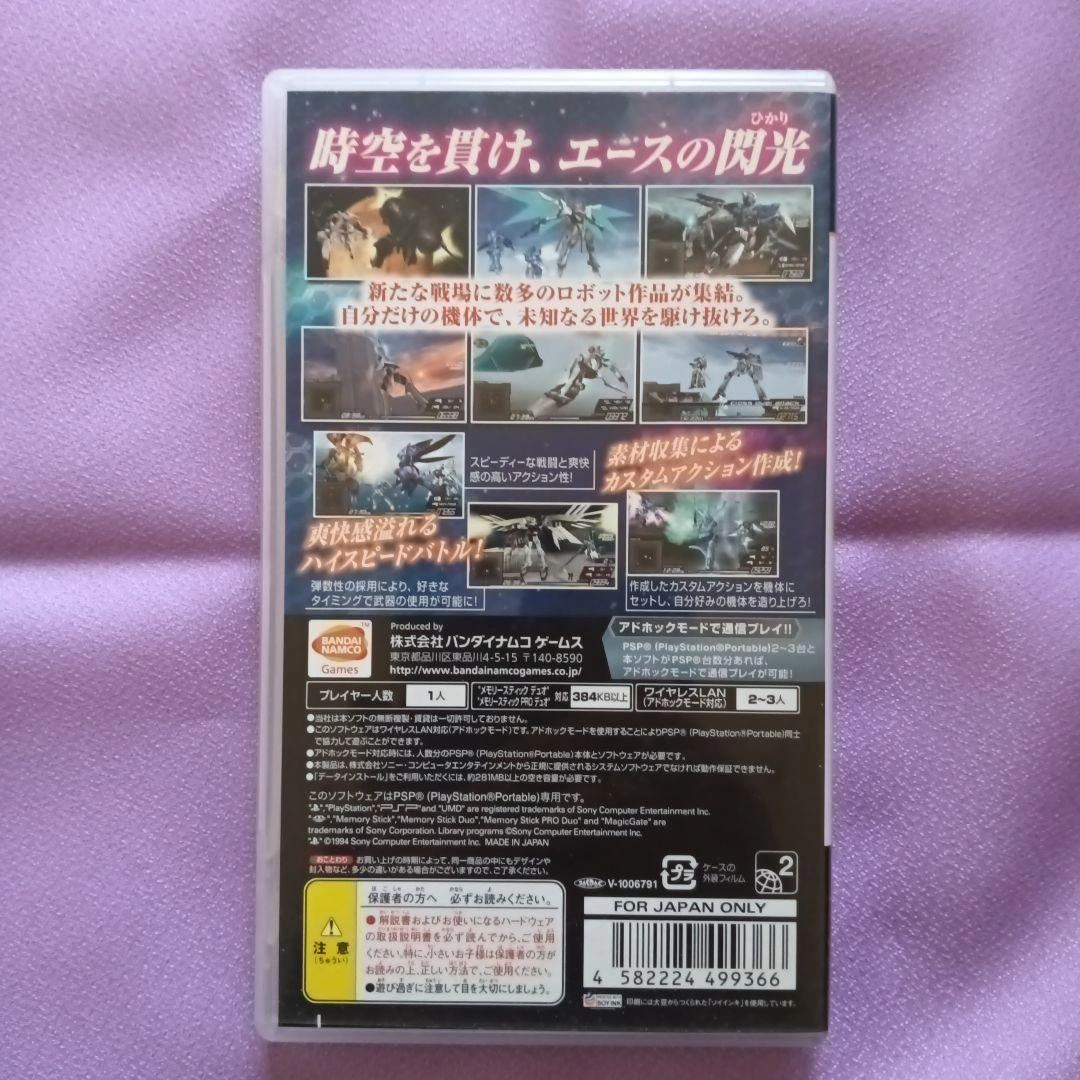 ひかり
時空を貫け、エースの閃光
新たな戦場に数多のロボット作品が集結。
自分だけの機体で、未知なる世界を駆け抜けろ。
スピーディーな戦闘と爽快
感の高いアクション性!
素材収集による
カスタムアクション作成!
爽快感溢れる
ハイスピードバトル!
弾数性の採用により、好きな
タイミングで武器の使用が可能に!
作成したカスタムアクションを機体に
セットし、自分好みの機体を造り上げろ!
BANDAI
NAMCO
Games
TM
Produced by
株式会社 バンダイナムコ ゲームス
東京都品川区東品川4-5-15 〒140-8590
http://www.bandainamcogames.co.jp/
アドホックモードで通信プレイ!!
PSP® (PlayStation®Portable)2~3台と
本ソフトがPSP®台数分あれば、
アドホックモードで通信プレイが可能!
プレイヤー人数 1人
"メモリースティック デュオ"
"メモリースティック PRO デュオ" 対応 384KB以上
ワイヤレスLAN
(アドホックモード対応) 2~3人
●当社は本ソフトの無断複製・賃貸は一切許可しておりません。
●このソフトウェアはワイヤレスLAN対応(アドホックモード)です。アドホックモードを使用することによりPSP® (PlayStation®Portable)同士
で協力して遊ぶことができます。
●アドホックモード対応時には、人数分のPSP® (PlayStation®Portable)本体とソフトウェアが必要です。
●本製品は、株式会社ソニー・コンピュータエンタテインメントから正規に提供されるシステムソフトウェアでなければ動作保証できません。
●「データインストール」をご利用いただくには、約281MB以上の空き容量が必要です。
このソフトウェアはPSP® (PlayStation®Portable)専用です。
","PlayStation","PSP" and "UMD" are registered trademarks of Sony Computer Entertainment Inc.
","Memory Stick","Memory Stick Duo","Memory Stick PRO Duo" and "MagicGate" are
trademarks of Sony Corporation. Library programs ©Sony Computer Entertainment Inc.
©1994 Sony Computer Entertainment Inc. MADE IN JAPAN
おことわり お買い上げの時期によって、同一商品の中にもデザインや
封入物など、多少の違いがある場合がございますので、ご了承ください。
V-1006791
プラ
ケースの
外装フィルム
2
ほごしゃ かた かなら よ
保護者の方へ 必ずお読みください。
注意
(ちゅうい)
●解説書およびお使いになるハードウェア
の取扱説明書を必ず読んでから、ご使用
ください。特に、小さいお子様は保護者の方が
お読みの上、正しい方法で、ご使用ください。
●遊び過ぎに注意して目を大切にしましょう。
FOR JAPAN ONLY
4 582224 499366
SOY INK
印刷には大豆からつくられた「ソイインキ」を使用しています。